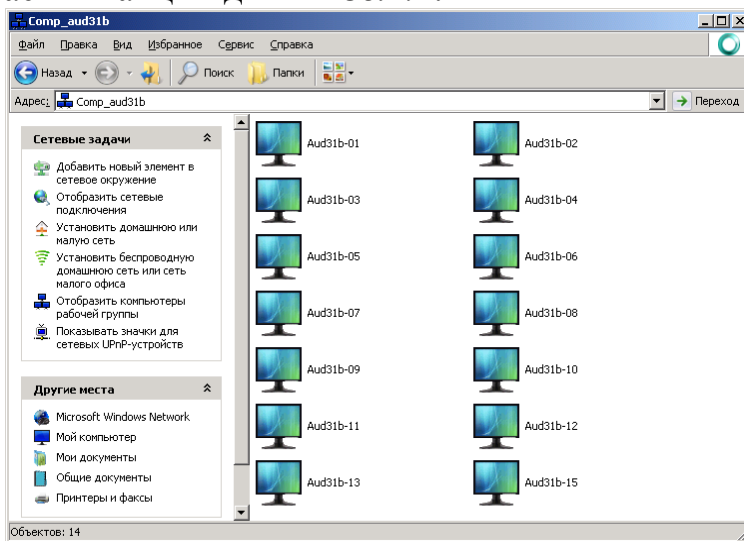 Comp_aud31b
Файл Правка Вид Избранное Сервис Справка
Назад Поиск Папки
Адрес: Comp_aud31b Переход
Сетевые задачи
Добавить новый элемент в
сетевое окружение
Отобразить сетевые
подключения
Установить домашнюю или
малую сеть
Установить беспроводную
домашнюю сеть или сеть
малого офиса
Отобразить компьютеры
рабочей группы
Показывать значки для
сетевых UPnP-устройств
Другие места
Microsoft Windows Network
Мой компьютер
Мои документы
Общие документы
Принтеры и факсы
Aud31b-01 Aud31b-02
Aud31b-03 Aud31b-04
Aud31b-05 Aud31b-06
Aud31b-07 Aud31b-08
Aud31b-09 Aud31b-10
Aud31b-11 Aud31b-12
Aud31b-13 Aud31b-15
Объектов: 14